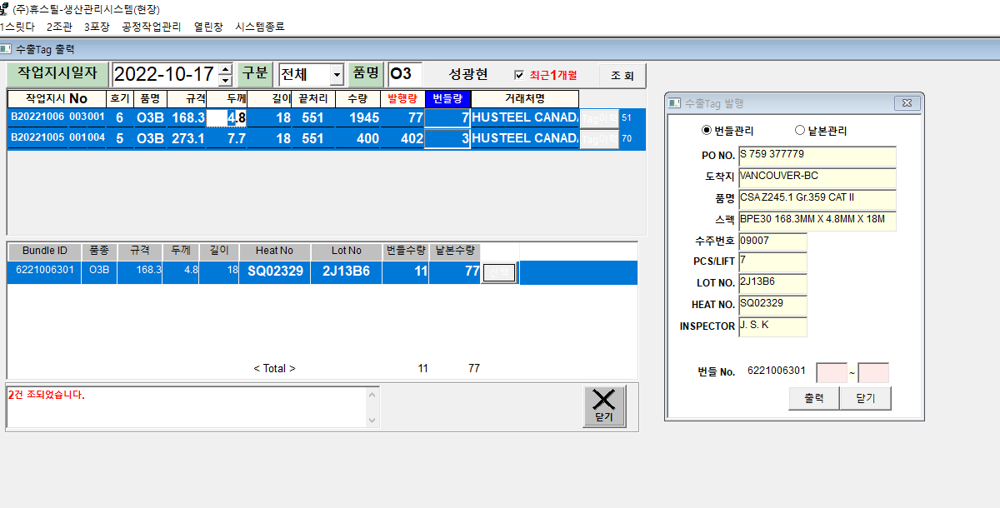 (주)휴스틸-생산관리시스템(현장)
1스릿다 2조관 3포장 공정작업관리 열린창 시스템종료
수출Tag 출력
작업지시일자 2022-10-17 구분 전체 품명 O3 성광현 최근1개월 조 회
작업지시 No 호기 품명 규격 두께 길이 끝처리 수량 발행량 번들량 거래처명
B20221006 003001 6 O3B 168.3 4.8 18 551 1945 77 7 HUSTEEL CANADA Tag이력 51
B20221005 001004 5 O3B 273.1 7.7 18 551 400 402 3 HUSTEEL CANADA Tag이력 70
Bundle ID 품종 규격 두께 길이 Heat No Lot No 번들수량 낱본수량
6221006301 O3B 168.3 4.8 18 SQ02329 2J13B6 11 77 선택
< Total > 11 77
2건 조되었습니다.
닫기
수출Tag 발행
번들관리 낱본관리
PO NO. S 759 377779
도착지 VANCOUVER-BC
품명 CSA Z245.1 Gr.359 CAT II
스펙 BPE30 168.3MM X 4.8MM X 18M
수주번호 09007
PCS/LIFT 7
LOT NO. 2J13B6
HEAT NO. SQ02329
INSPECTOR J. S. K
번들 No. 6221006301 ~
출력 닫기